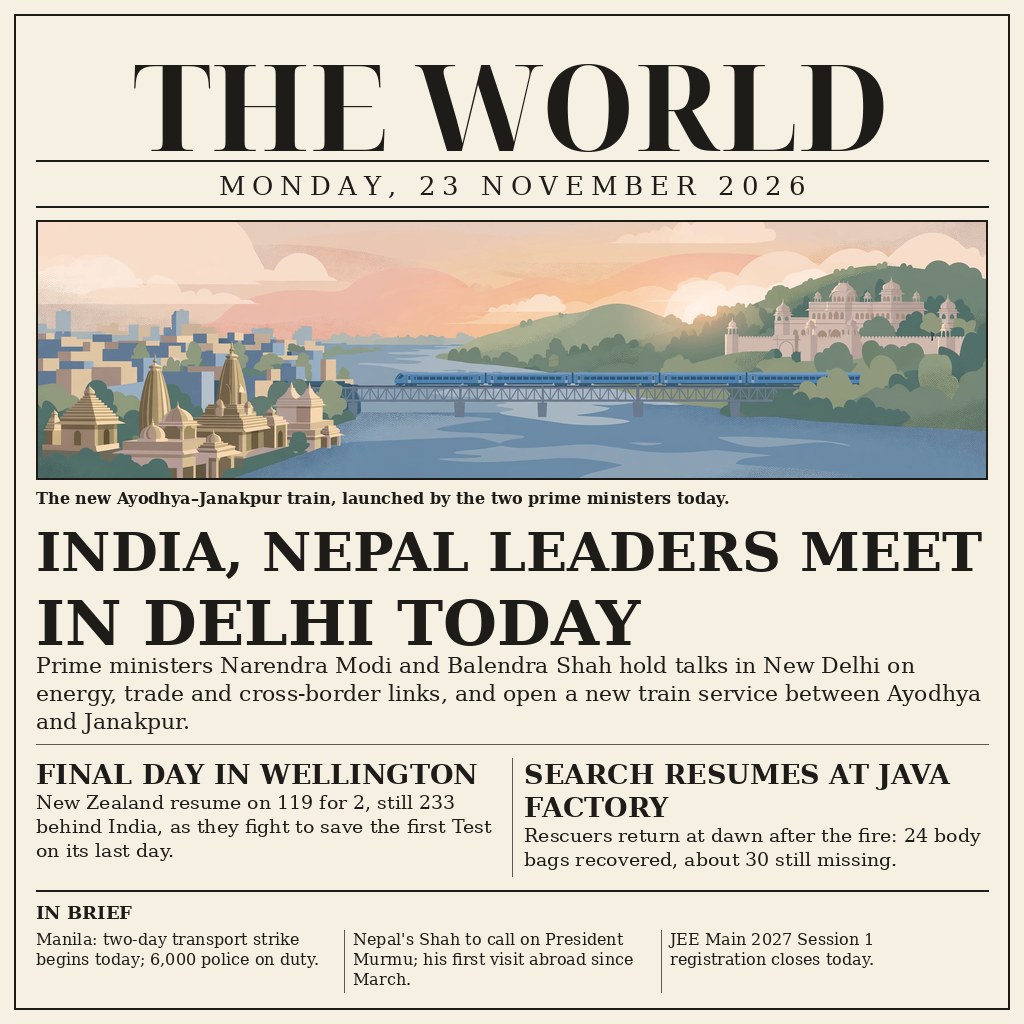 THE WORLD
MONDAY, 23 NOVEMBER 2026
The new Ayodhya–Janakpur train, launched by the two prime ministers today.
INDIA, NEPAL LEADERS MEET
IN DELHI TODAY
Prime ministers Narendra Modi and Balendra Shah hold talks in New Delhi on
energy, trade and cross-border links, and open a new train service between Ayodhya
and Janakpur.
FINAL DAY IN WELLINGTON
New Zealand resume on 119 for 2, still 233
behind India, as they fight to save the first Test
on its last day.
SEARCH RESUMES AT JAVA
FACTORY
Rescuers return at dawn after the fire: 24 body
bags recovered, about 30 still missing.
IN BRIEF
Manila: two-day transport strike
begins today; 6,000 police on duty.
Nepal's Shah to call on President
Murmu; his first visit abroad since
March.
JEE Main 2027 Session 1
registration closes today.